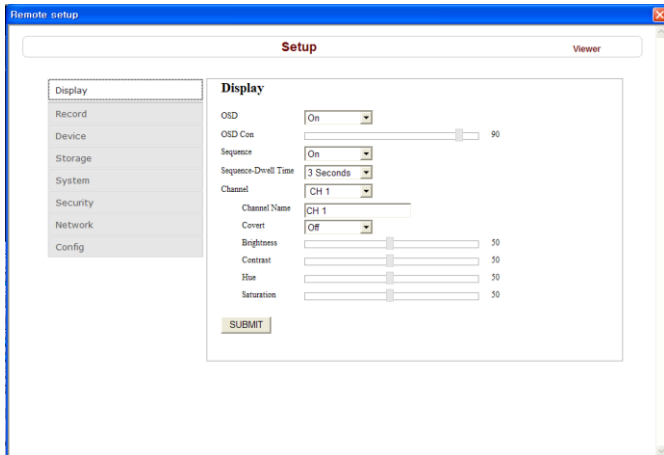 Remote setup
Setup
Viewer
Display
Record
Device
Storage
System
Security
Network
Config
Display
OSD On
OSD Con 90
Sequence On
Sequence-Dwell Time 3 Seconds
Channel CH 1
Channel Name CH 1
Covert Off
Brightness 50
Contrast 50
Hue 50
Saturation 50
SUBMIT